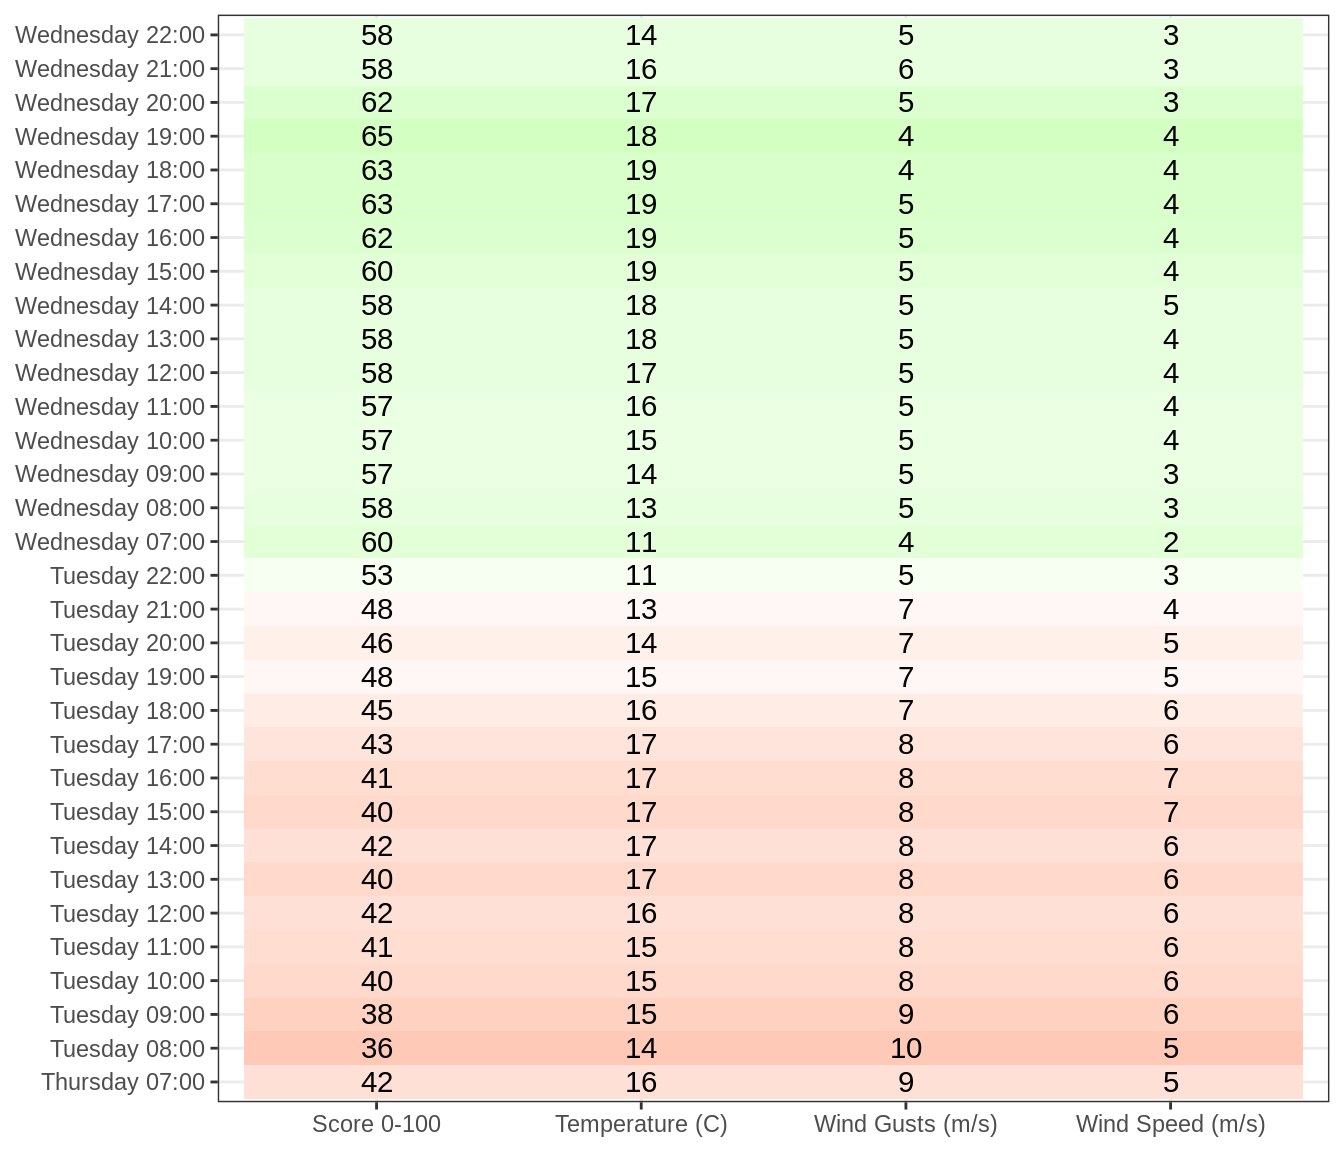 Wednesday 22:00 58 14 5 3
Wednesday 21:00 58 16 6 3
Wednesday 20:00 62 17 5 3
Wednesday 19:00 65 18 4 4
Wednesday 18:00 63 19 4 4
Wednesday 17:00 63 19 5 4
Wednesday 16:00 62 19 5 4
Wednesday 15:00 60 19 5 4
Wednesday 14:00 58 18 5 5
Wednesday 13:00 58 18 5 4
Wednesday 12:00 58 17 5 4
Wednesday 11:00 57 16 5 4
Wednesday 10:00 57 15 5 4
Wednesday 09:00 57 14 5 3
Wednesday 08:00 58 13 5 3
Wednesday 07:00 60 11 4 2
Tuesday 22:00 53 11 5 3
Tuesday 21:00 48 13 7 4
Tuesday 20:00 46 14 7 5
Tuesday 19:00 48 15 7 5
Tuesday 18:00 45 16 7 6
Tuesday 17:00 43 17 8 6
Tuesday 16:00 41 17 8 7
Tuesday 15:00 40 17 8 7
Tuesday 14:00 42 17 8 6
Tuesday 13:00 40 17 8 6
Tuesday 12:00 42 16 8 6
Tuesday 11:00 41 15 8 6
Tuesday 10:00 40 15 8 6
Tuesday 09:00 38 15 9 6
Tuesday 08:00 36 14 10 5
Thursday 07:00 42 16 9 5
Score 0-100 Temperature (C) Wind Gusts (m/s) Wind Speed (m/s)